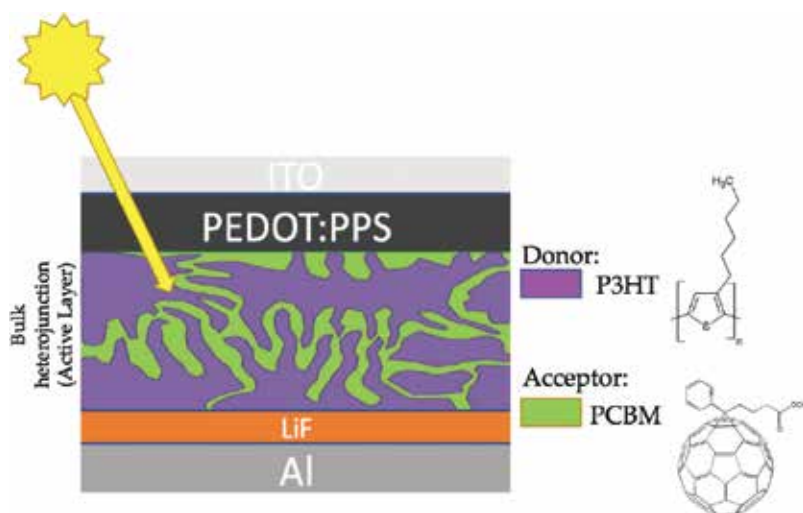 ITO
PEDOT:PPS
Bulk
heterojunction
(Active Layer)
LiF
Al
Donor:
P3HT
H₃C
S
n
Acceptor:
PCBM
O